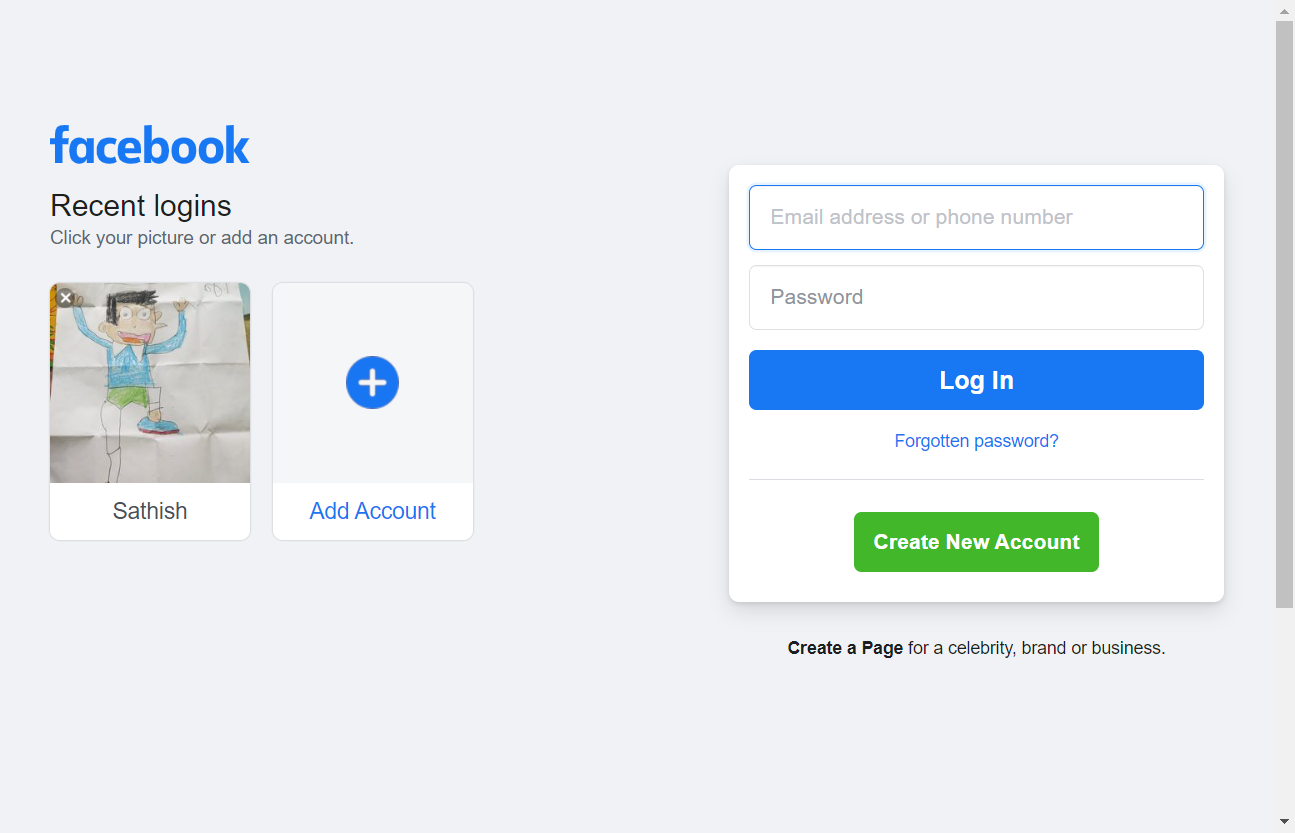 facebook
Recent logins
Click your picture or add an account.
Sathish
Add Account
Email address or phone number
Password
Log In
Forgotten password?
Create New Account
Create a Page for a celebrity, brand or business.